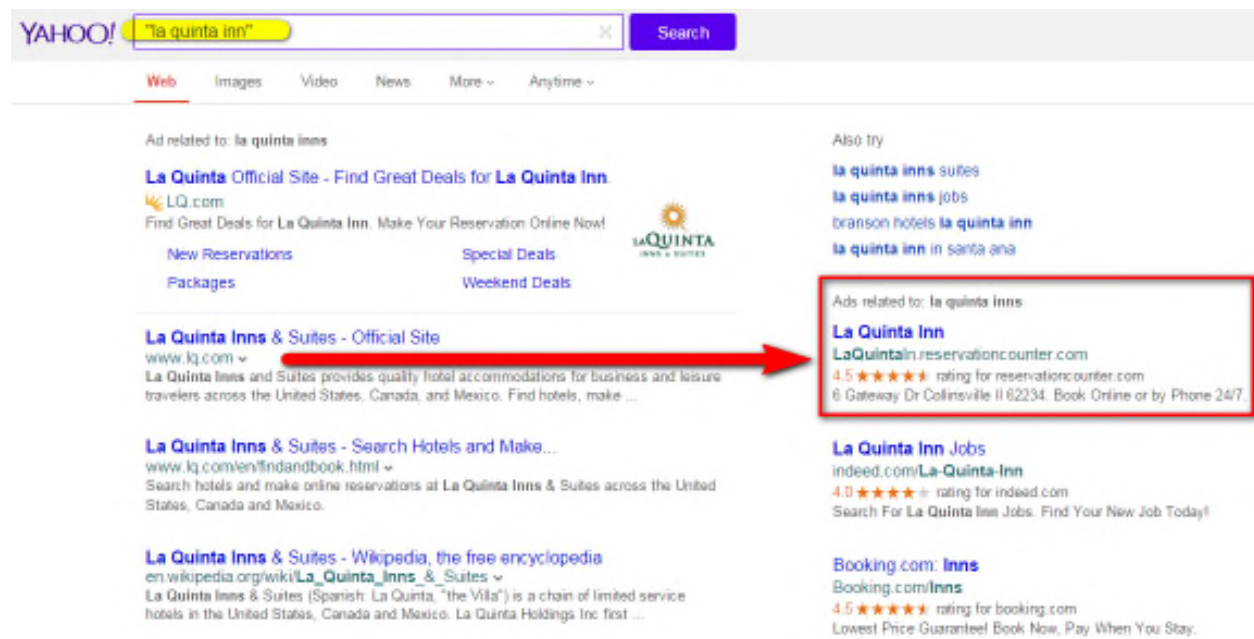 YAHOO!
"la quinta inn"
Search
Web Images Video News More Anytime
Ad related to: la quinta inns
La Quinta Official Site - Find Great Deals for La Quinta Inn.
LQ.com
Find Great Deals for La Quinta Inn. Make Your Reservation Online Now!
New Reservations Special Deals
Packages Weekend Deals
LAQUINTA
INNS & SUITES
La Quinta Inns & Suites - Official Site
www.lq.com
La Quinta Inns and Suites provides quality hotel accommodations for business and leisure
travelers across the United States, Canada, and Mexico. Find hotels, make ...
La Quinta Inns & Suites - Search Hotels and Make...
www.lq.com/en/findandbook.html
Search hotels and make online reservations at La Quinta Inns & Suites across the United
States, Canada and Mexico.
La Quinta Inns & Suites - Wikipedia, the free encyclopedia
en.wikipedia.org/wiki/La_Quinta_Inns_&_Suites
La Quinta Inns & Suites (Spanish: La Quinta, "the Villa") is a chain of limited service
hotels in the United States, Canada and Mexico. La Quinta Holdings Inc first ...
Also try
la quinta inns suites
la quinta inns jobs
branson hotels la quinta inn
la quinta inn in santa ana
Ads related to: la quinta inns
La Quinta Inn
LaQuintaIn.reservationcounter.com
4.5 ★★★★★ rating for reservationcounter.com
6 Gateway Dr Collinsville Il 62234. Book Online or by Phone 24/7.
La Quinta Inn Jobs
indeed.com/La-Quinta-Inn
4.0 ★★★★★ rating for indeed.com
Search For La Quinta Inn Jobs. Find Your New Job Today!
Booking.com: Inns
Booking.com/Inns
4.5 ★★★★★ rating for booking.com
Lowest Price Guarantee! Book Now, Pay When You Stay.